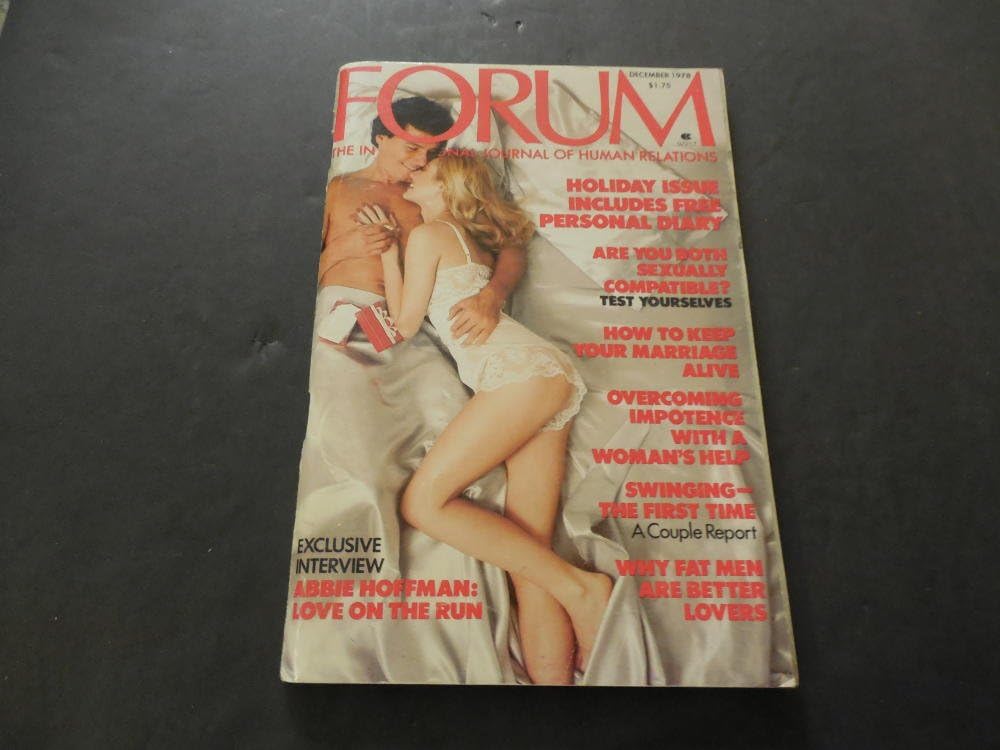 FORUM
DECEMBER 1978
$1.75
THE IN NAL JOURNAL OF HUMAN RELATIONS
HOLIDAY ISSUE
INCLUDES FREE
PERSONAL DIARY
ARE YOU BOTH
SEXUALLY
COMPATIBLE?
TEST YOURSELVES
HOW TO KEEP
YOUR MARRIAGE
ALIVE
OVERCOMING
IMPOTENCE
WITH A
WOMAN'S HELP
SWINGING—
THE FIRST TIME
A Couple Report
WHY FAT MEN
ARE BETTER
LOVERS
EXCLUSIVE
INTERVIEW
ABBIE HOFFMAN:
LOVE ON THE RUN